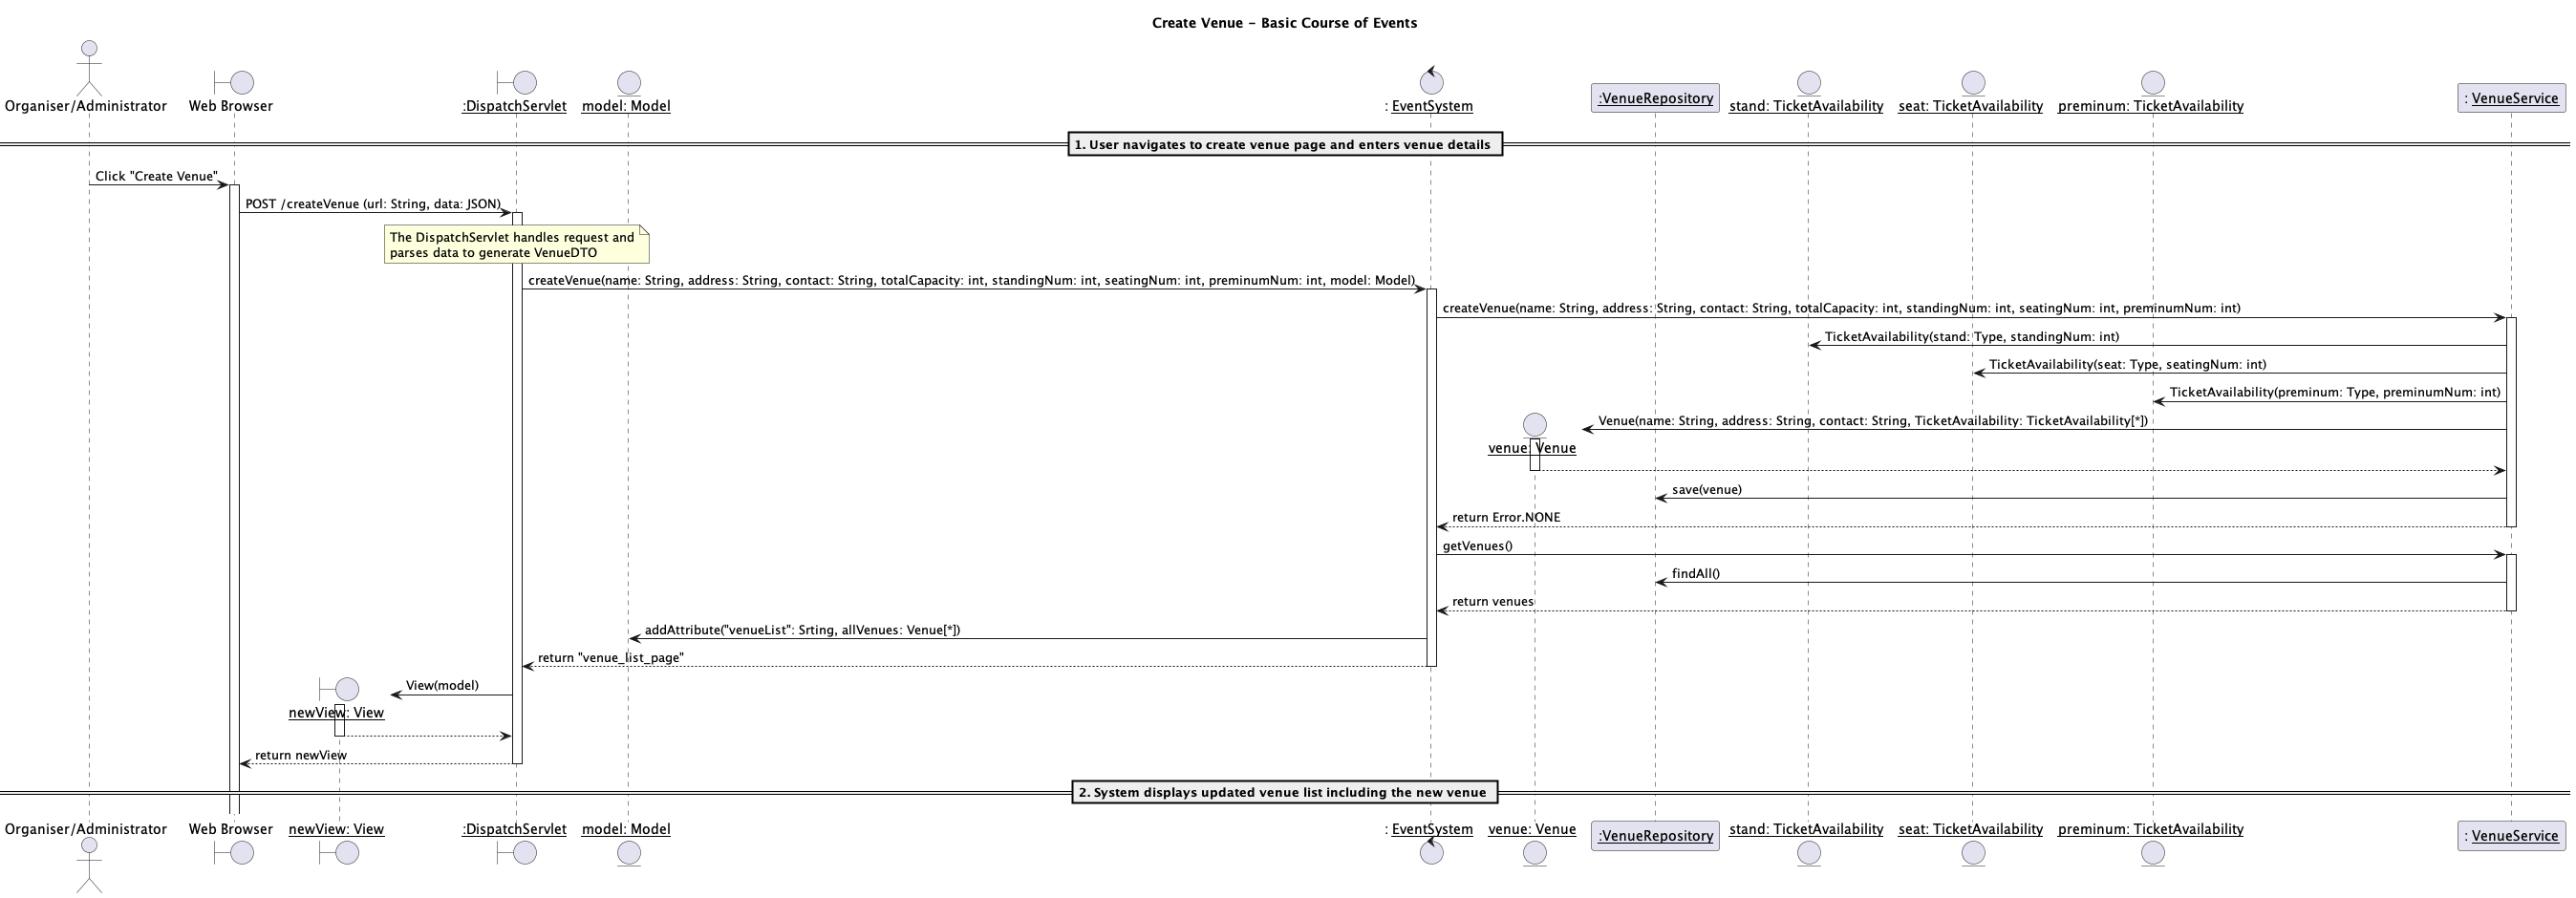 Create Venue - Basic Course of Events
Organiser/Administrator
Web Browser
:DispatchServlet
model: Model
: EventSystem
:VenueRepository
stand: TicketAvailability
seat: TicketAvailability
preminum: TicketAvailability
: VenueService
1. User navigates to create venue page and enters venue details
Click "Create Venue"
POST /createVenue (url: String, data: JSON)
The DispatchServlet handles request and
parses data to generate VenueDTO
createVenue(name: String, address: String, contact: String, totalCapacity: int, standingNum: int, seatingNum: int, preminumNum: int, model: Model)
createVenue(name: String, address: String, contact: String, totalCapacity: int, standingNum: int, seatingNum: int, preminumNum: int)
TicketAvailability(stand: Type, standingNum: int)
TicketAvailability(seat: Type, seatingNum: int)
TicketAvailability(preminum: Type, preminumNum: int)
Venue(name: String, address: String, contact: String, TicketAvailability: TicketAvailability[*])
venue: Venue
save(venue)
return Error.NONE
getVenues()
findAll()
return venues
addAttribute("venueList": Srting, allVenues: Venue[*])
return "venue_list_page"
View(model)
newView: View
return newView
2. System displays updated venue list including the new venue
Organiser/Administrator
Web Browser
newView: View
:DispatchServlet
model: Model
: EventSystem
venue: Venue
:VenueRepository
stand: TicketAvailability
seat: TicketAvailability
preminum: TicketAvailability
: VenueService